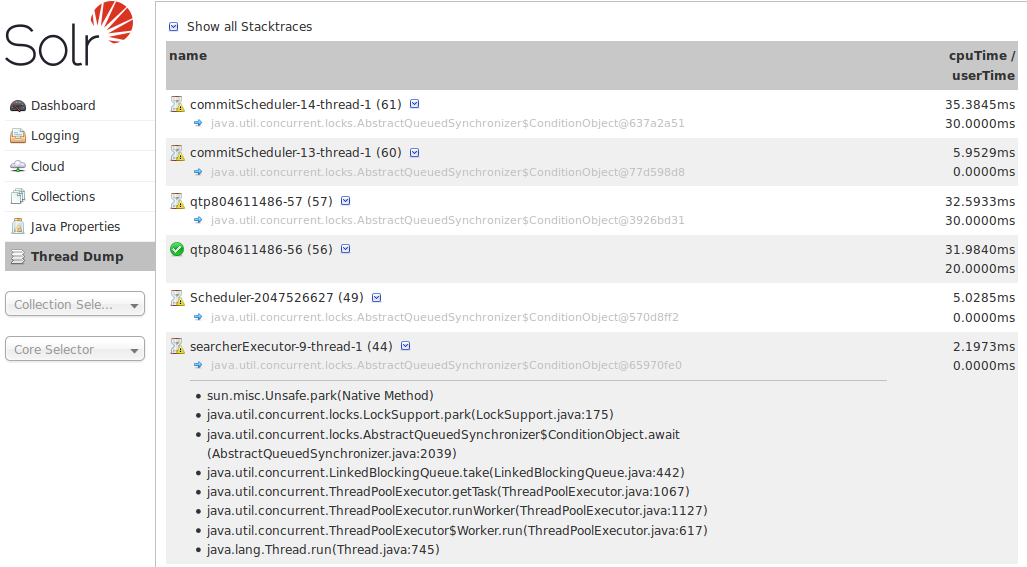 Solr
Dashboard
Logging
Cloud
Collections
Java Properties
Thread Dump
Collection Sele...
Core Selector
Show all Stacktraces
name
cpuTime /
userTime
commitScheduler-14-thread-1 (61)
35.3845ms
java.util.concurrent.locks.AbstractQueuedSynchronizer$ConditionObject@637a2a51
30.0000ms
commitScheduler-13-thread-1 (60)
5.9529ms
java.util.concurrent.locks.AbstractQueuedSynchronizer$ConditionObject@77d598d8
0.0000ms
qtp804611486-57 (57)
32.5933ms
java.util.concurrent.locks.AbstractQueuedSynchronizer$ConditionObject@3926bd31
30.0000ms
qtp804611486-56 (56)
31.9840ms
20.0000ms
Scheduler-2047526627 (49)
5.0285ms
java.util.concurrent.locks.AbstractQueuedSynchronizer$ConditionObject@570d8ff2
0.0000ms
searcherExecutor-9-thread-1 (44)
2.1973ms
java.util.concurrent.locks.AbstractQueuedSynchronizer$ConditionObject@65970fe0
0.0000ms
sun.misc.Unsafe.park(Native Method)
java.util.concurrent.locks.LockSupport.park(LockSupport.java:175)
java.util.concurrent.locks.AbstractQueuedSynchronizer$ConditionObject.await
(AbstractQueuedSynchronizer.java:2039)
java.util.concurrent.LinkedBlockingQueue.take(LinkedBlockingQueue.java:442)
java.util.concurrent.ThreadPoolExecutor.getTask(ThreadPoolExecutor.java:1067)
java.util.concurrent.ThreadPoolExecutor.runWorker(ThreadPoolExecutor.java:1127)
java.util.concurrent.ThreadPoolExecutor$Worker.run(ThreadPoolExecutor.java:617)
java.lang.Thread.run(Thread.java:745)